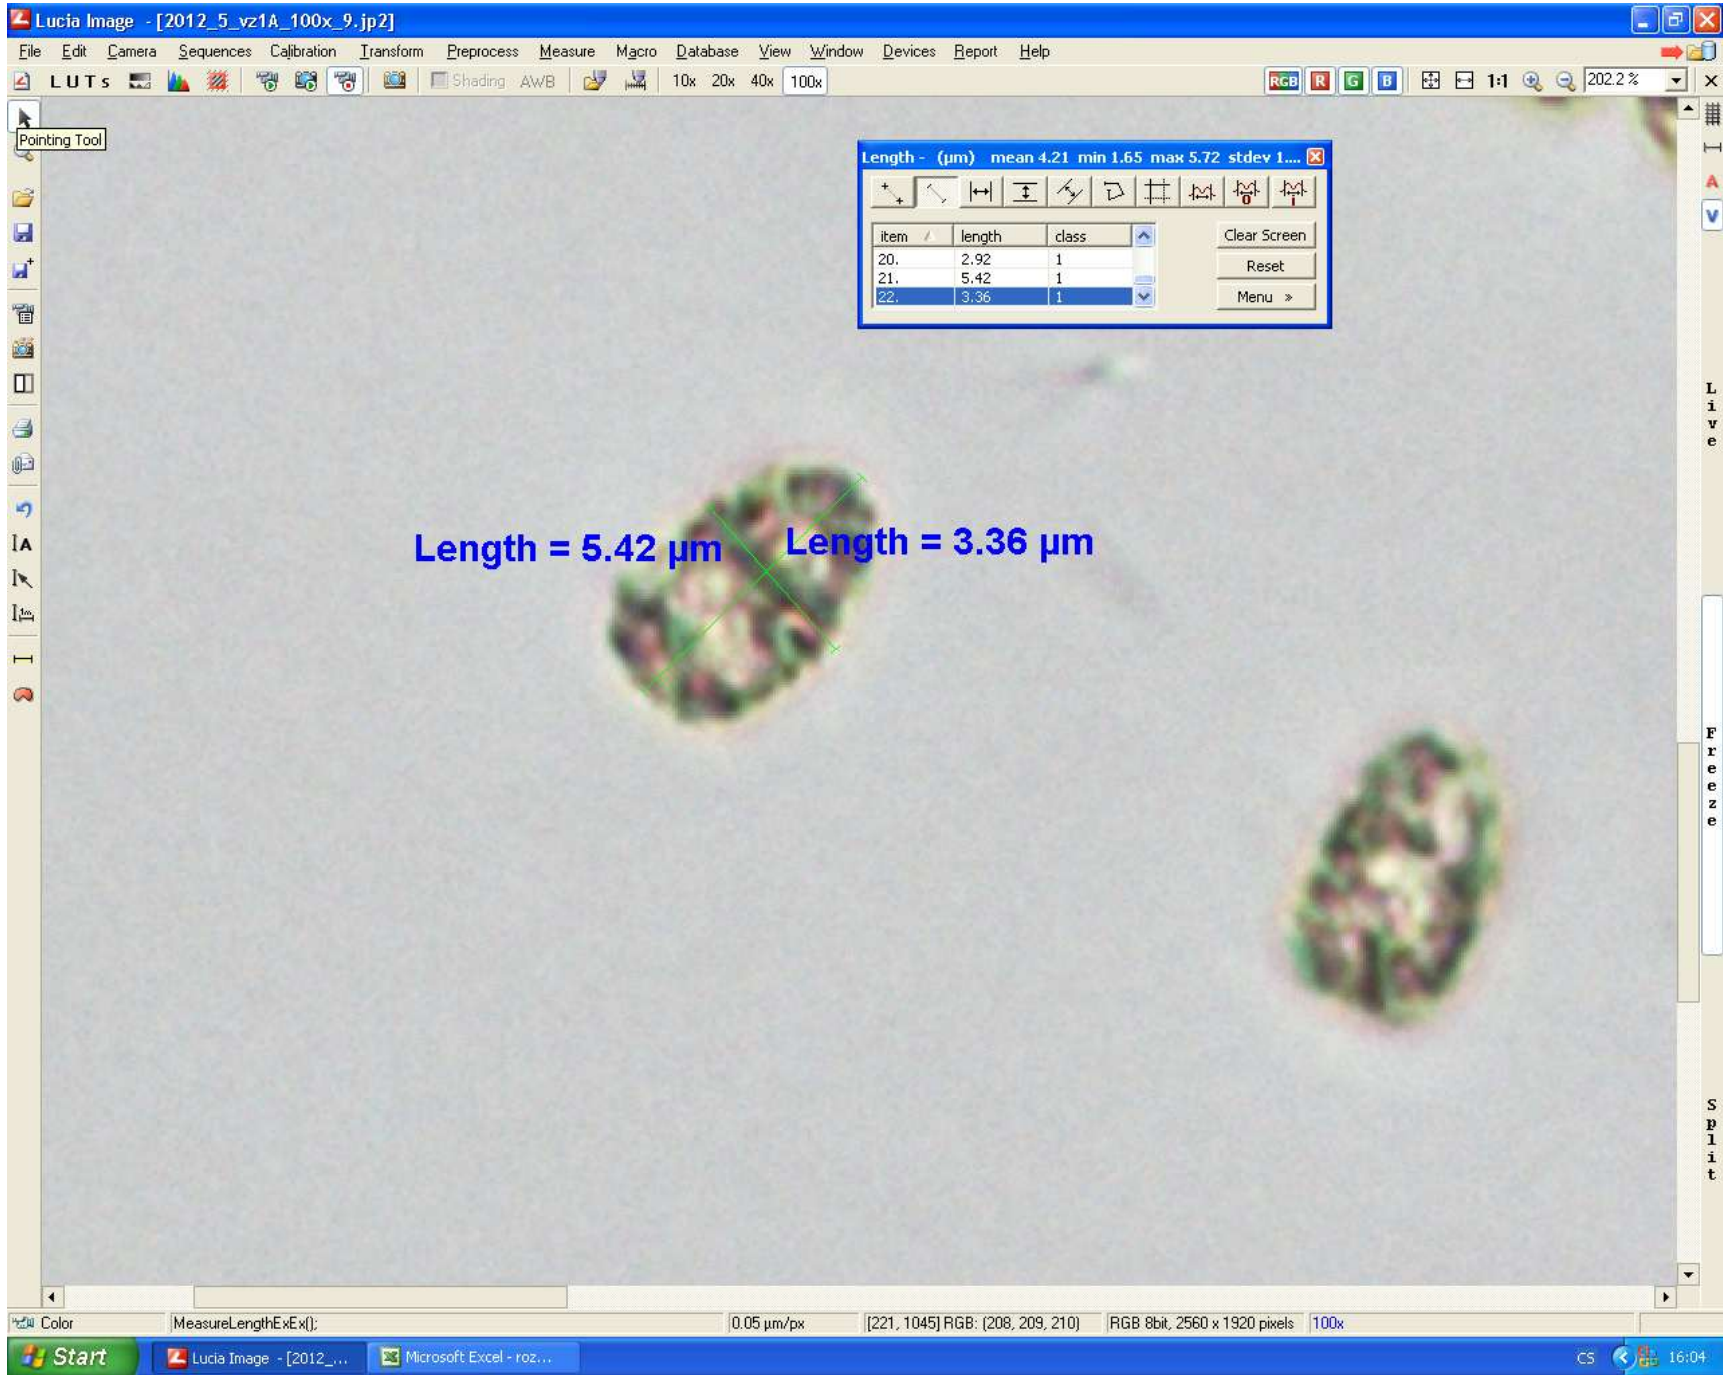 Lucia Image - [2012_5_vz1A_100x_9.jp2]
File Edit Camera Sequences Calibration Transform Preprocess Measure Macro Database View Window Devices Report Help
LUTs Shading AWB 10x 20x 40x 100x RGB R G B 1:1 202.2 %
Pointing Tool
Length - (µm) mean 4.21 min 1.65 max 5.72 stdev 1....
item length class
20. 2.92 1
21. 5.42 1
22. 3.36 1
Clear Screen
Reset
Menu »
A
V
Live
Length = 5.42 µm
Length = 3.36 µm
Freeze
Split
Color MeasureLengthExEx(); 0.05 µm/px [221, 1045] RGB: (208, 209, 210) RGB 8bit, 2560 x 1920 pixels 100x
Start Lucia Image - [2012_... Microsoft Excel - roz... CS 16:04